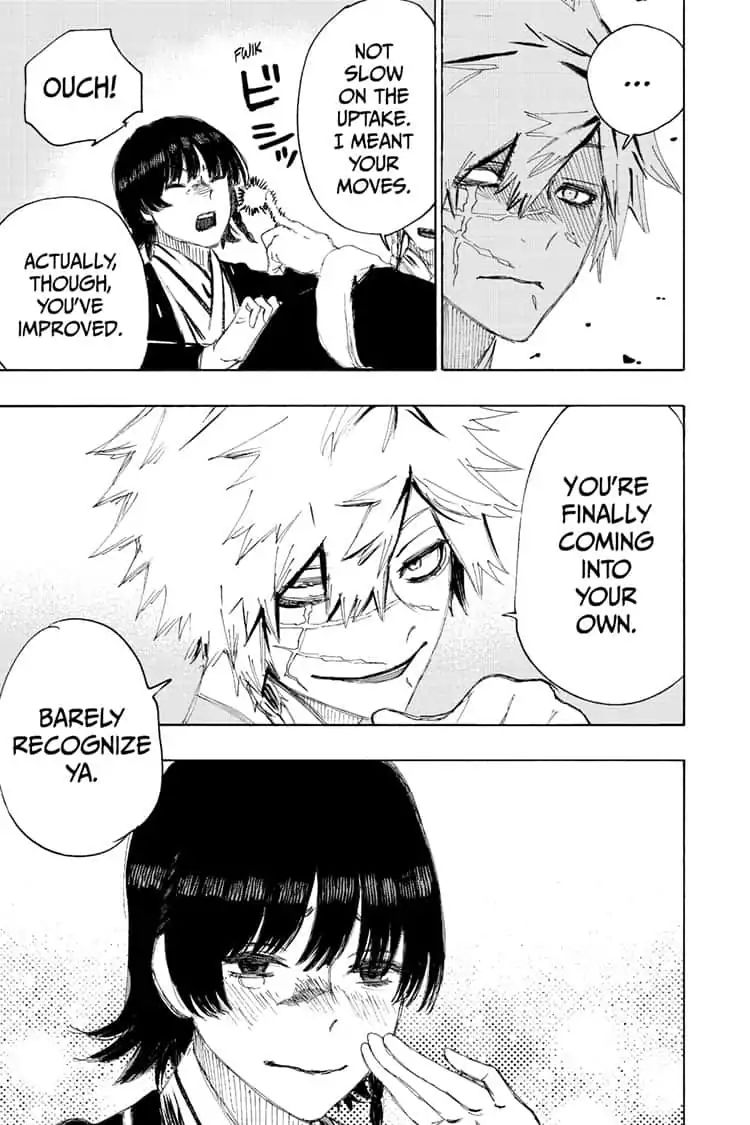 ...
NOT
SLOW
ON THE
UPTAKE.
I MEANT
YOUR
MOVES.
FWIK
ビシッ
OUCH!
ACTUALLY,
THOUGH,
YOU'VE
IMPROVED.
YOU'RE
FINALLY
COMING
INTO
YOUR
OWN.
BARELY
RECOGNIZE
YA.